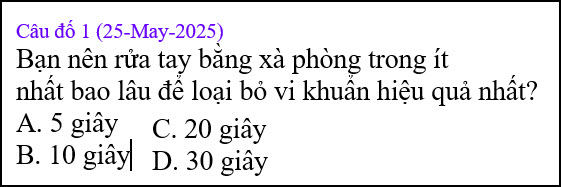 Câu đố 1 (25-May-2025)
Bạn nên rửa tay bằng xà phòng trong ít
nhất bao lâu để loại bỏ vi khuẩn hiệu quả nhất?
A. 5 giây C. 20 giây
B. 10 giây D. 30 giây